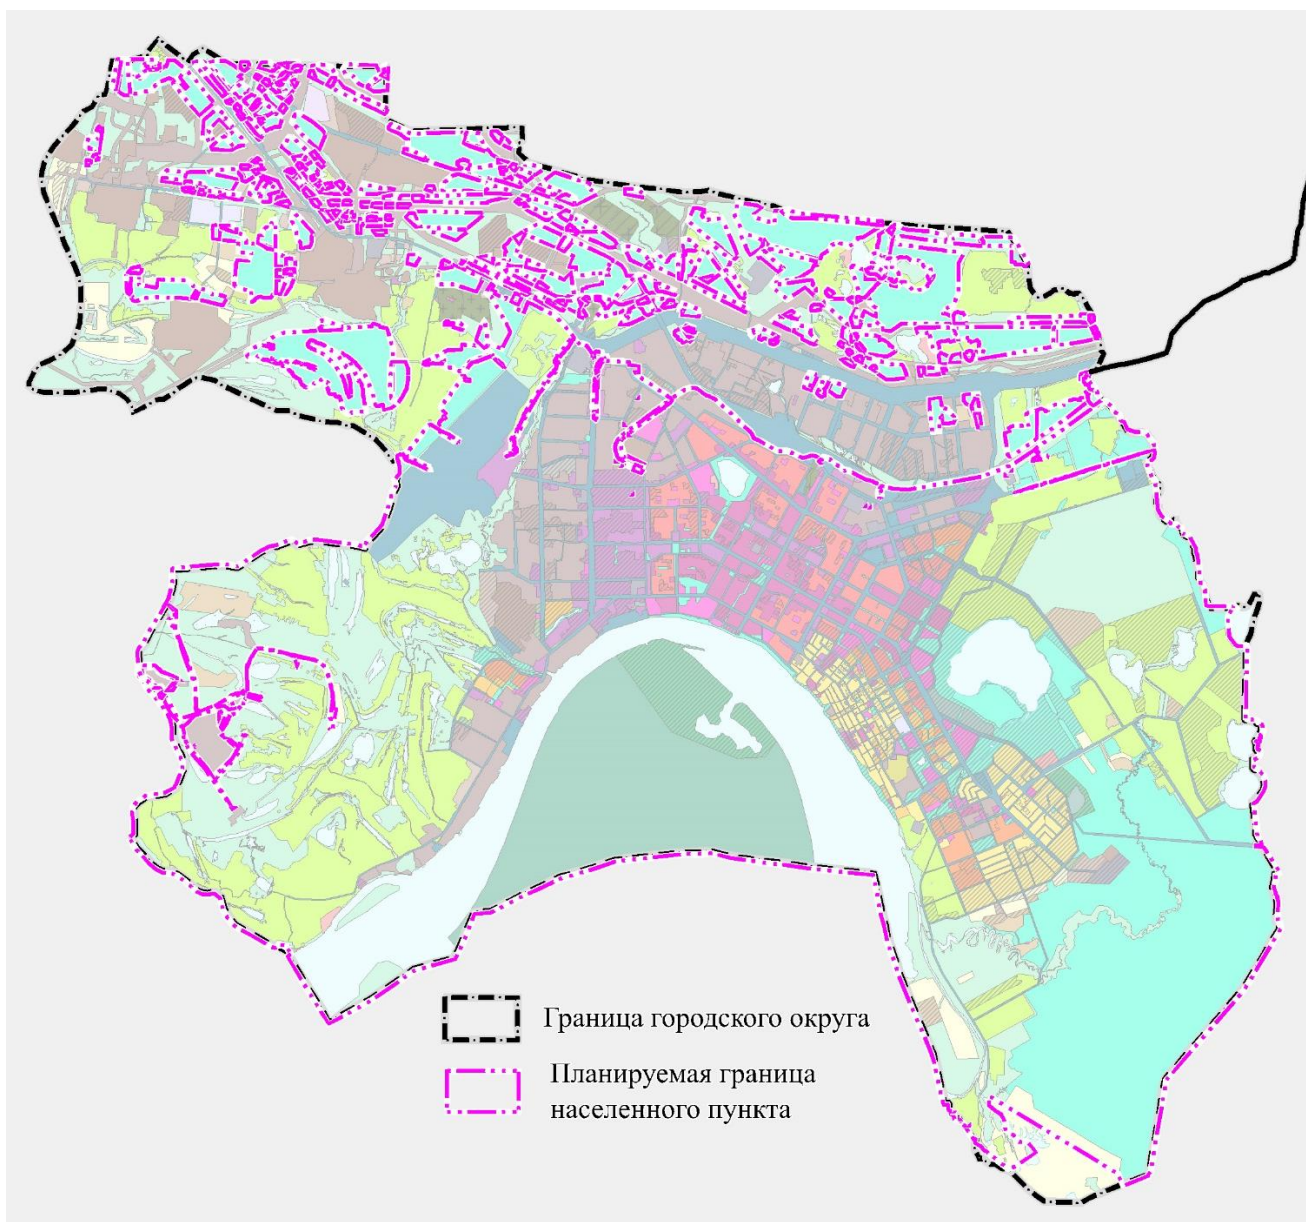 Граница городского округа
Планируемая граница
населенного пункта